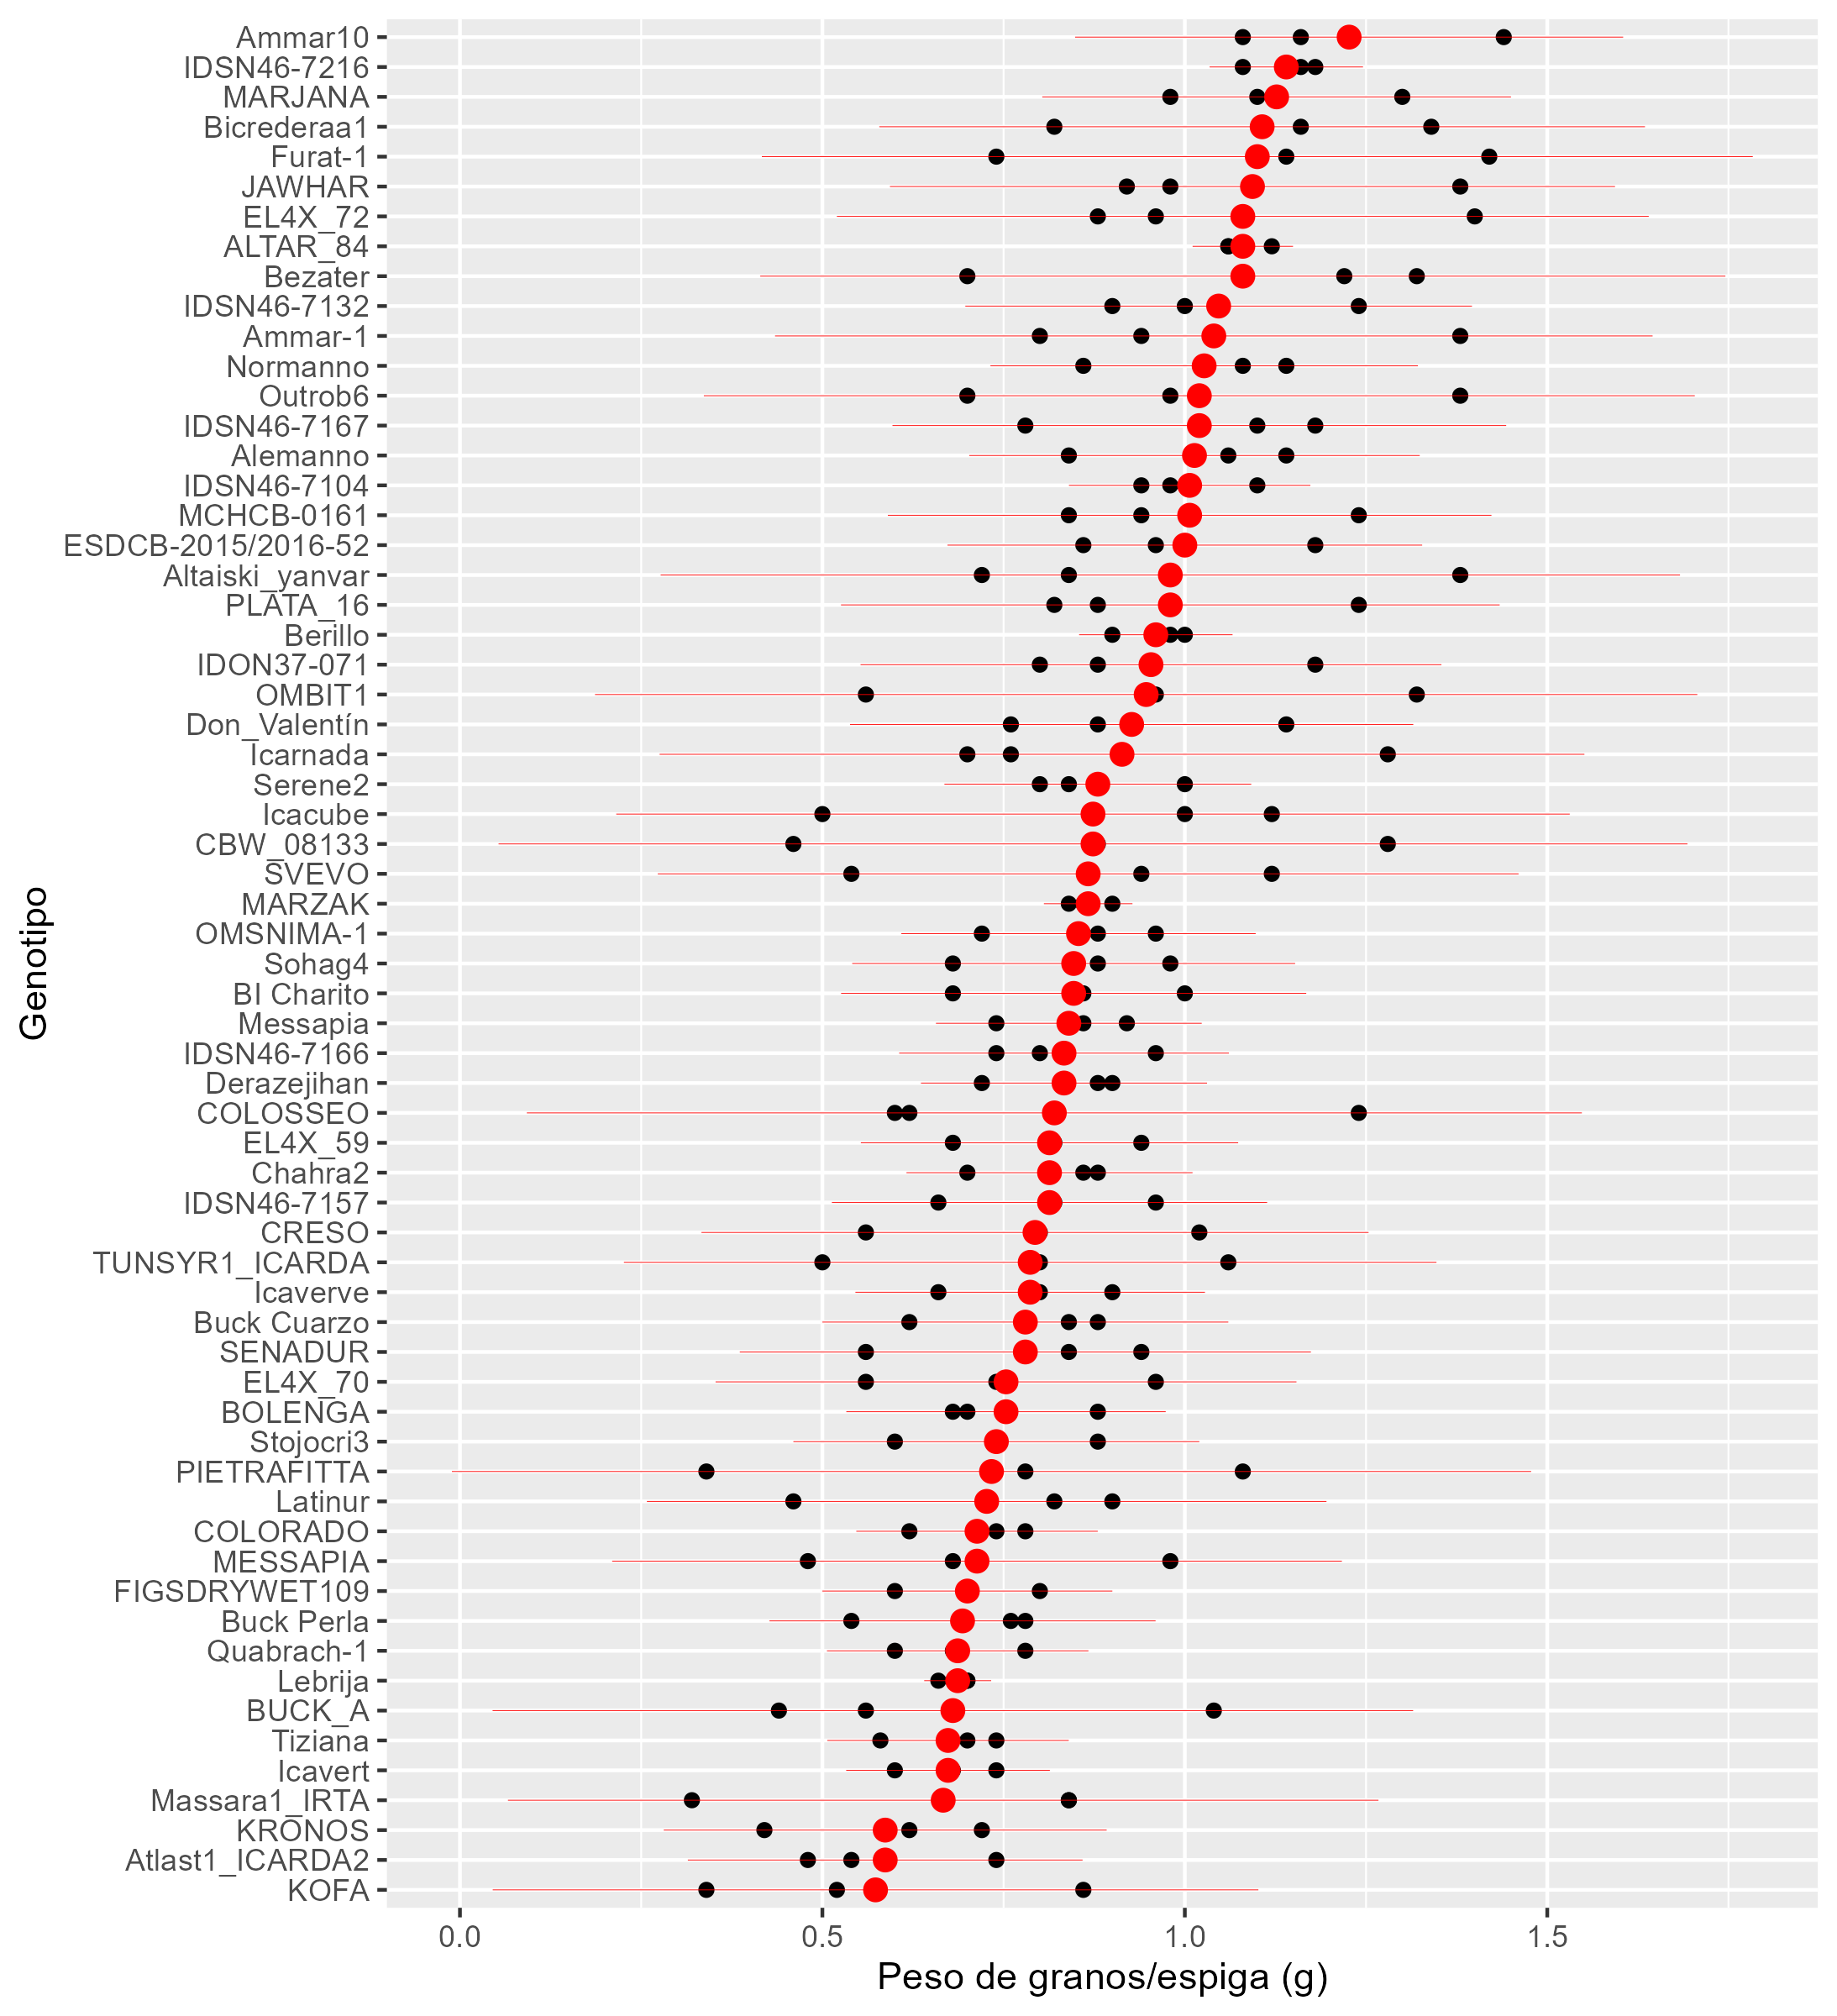 Ammar10
IDSN46-7216
MARJANA
Bicrederaa1
Furat-1
JAWHAR
EL4X_72
ALTAR_84
Bezater
IDSN46-7132
Ammar-1
Normanno
Outrob6
IDSN46-7167
Alemanno
IDSN46-7104
MCHCB-0161
ESDCB-2015/2016-52
Altaiski_yanvar
PLATA_16
Berillo
IDON37-071
OMBIT1
Don_Valentín
Icarnada
Serene2
Icacube
CBW_08133
SVEVO
MARZAK
OMSNIMA-1
Sohag4
BI Charito
Messapia
IDSN46-7166
Derazejihan
COLOSSEO
EL4X_59
Chahra2
IDSN46-7157
CRESO
TUNSYR1_ICARDA
Icaverve
Buck Cuarzo
SENADUR
EL4X_70
BOLENGA
Stojocri3
PIETRAFITTA
Latinur
COLORADO
MESSAPIA
FIGSDRYWET109
Buck Perla
Quabrach-1
Lebrija
BUCK_A
Tiziana
Icavert
Massara1_IRTA
KRONOS
Atlast1_ICARDA2
KOFA
Genotipo
0.0 0.5 1.0 1.5
Peso de granos/espiga (g)